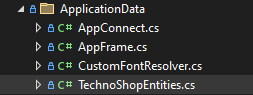 ApplicationData
C# AppConnect.cs
C# AppFrame.cs
C# CustomFontResolver.cs
C# TechnoShopEntities.cs